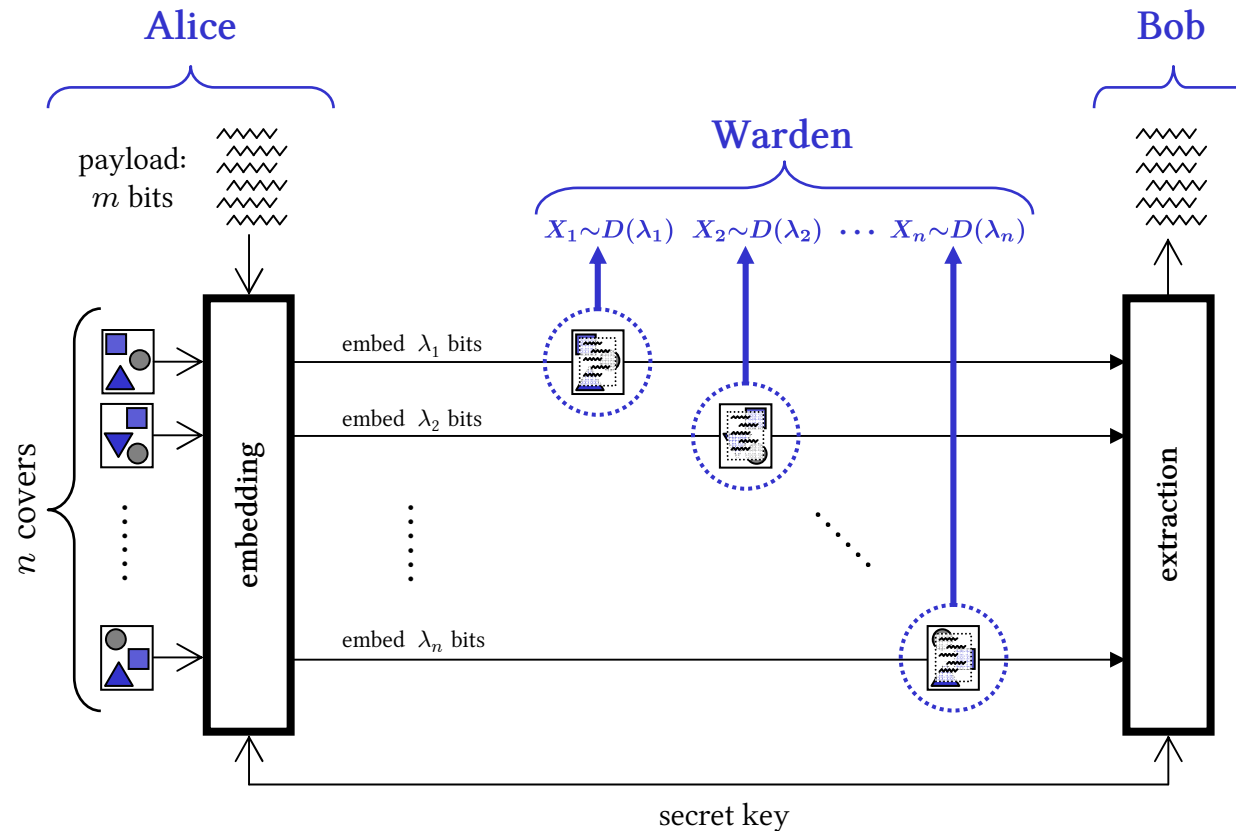 Alice
Bob
payload:
m bits
Warden
X₁~D(λ₁) X₂~D(λ₂) ··· Xₙ~D(λₙ)
n covers
embedding
embed λ₁ bits
embed λ₂ bits
embed λₙ bits
extraction
secret key